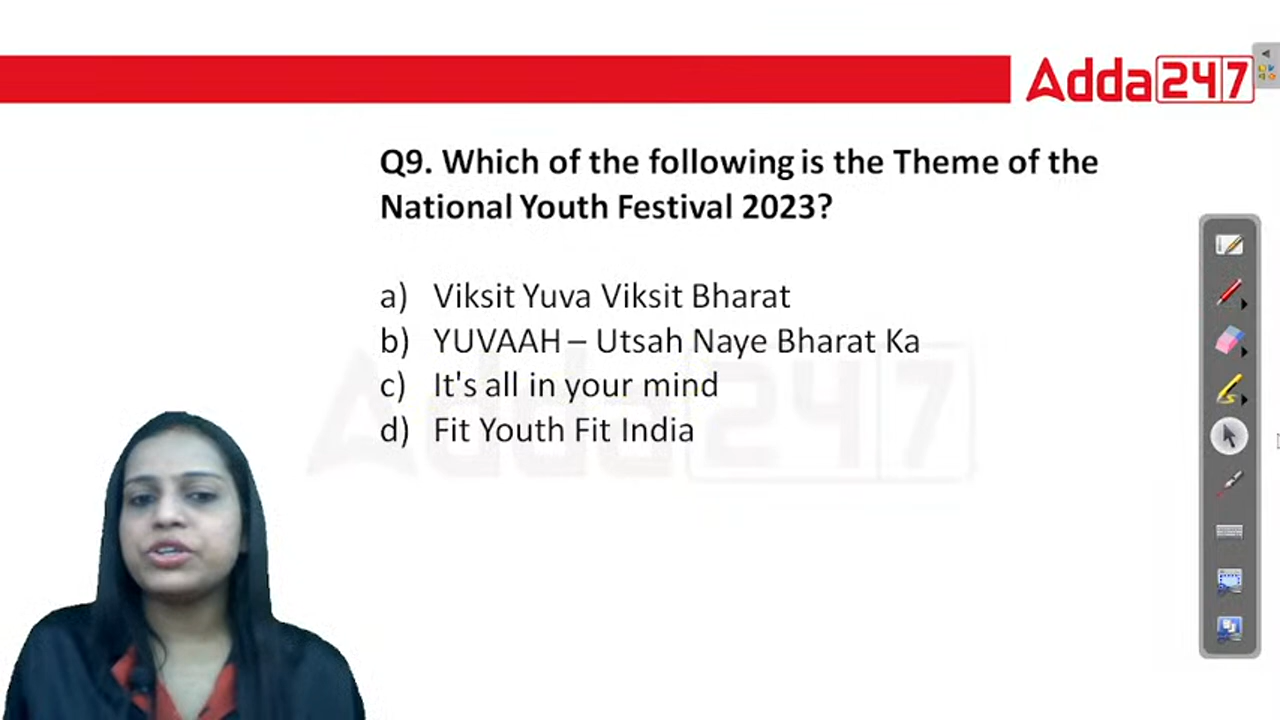 Adda247
Q9. Which of the following is the Theme of the
National Youth Festival 2023?
a) Viksit Yuva Viksit Bharat
b) YUVAAH – Utsah Naye Bharat Ka
c) It's all in your mind
d) Fit Youth Fit India
Adda247